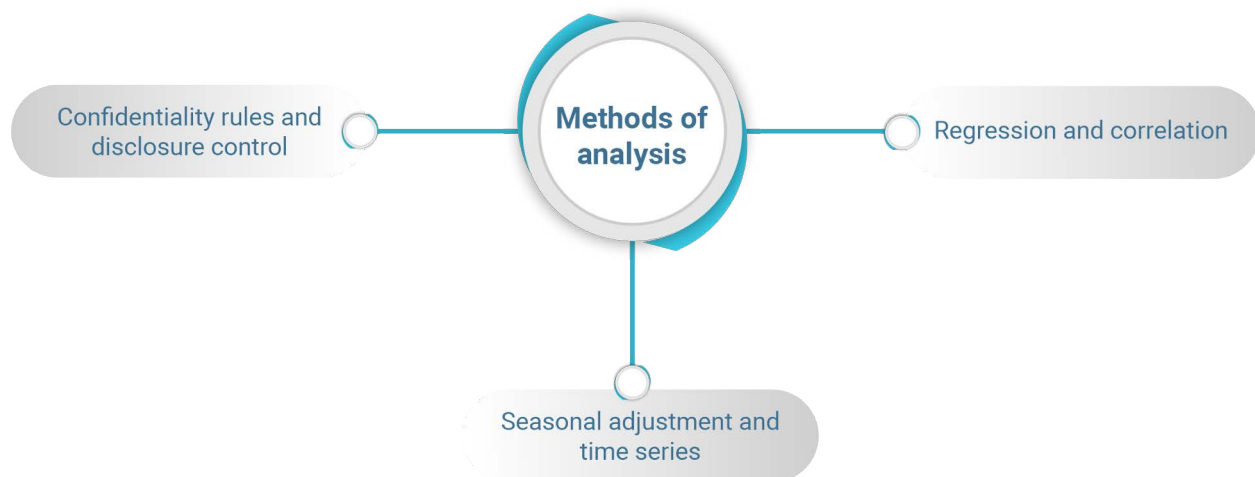 Methods of
analysis
Confidentiality rules and
disclosure control
Regression and correlation
Seasonal adjustment and
time series